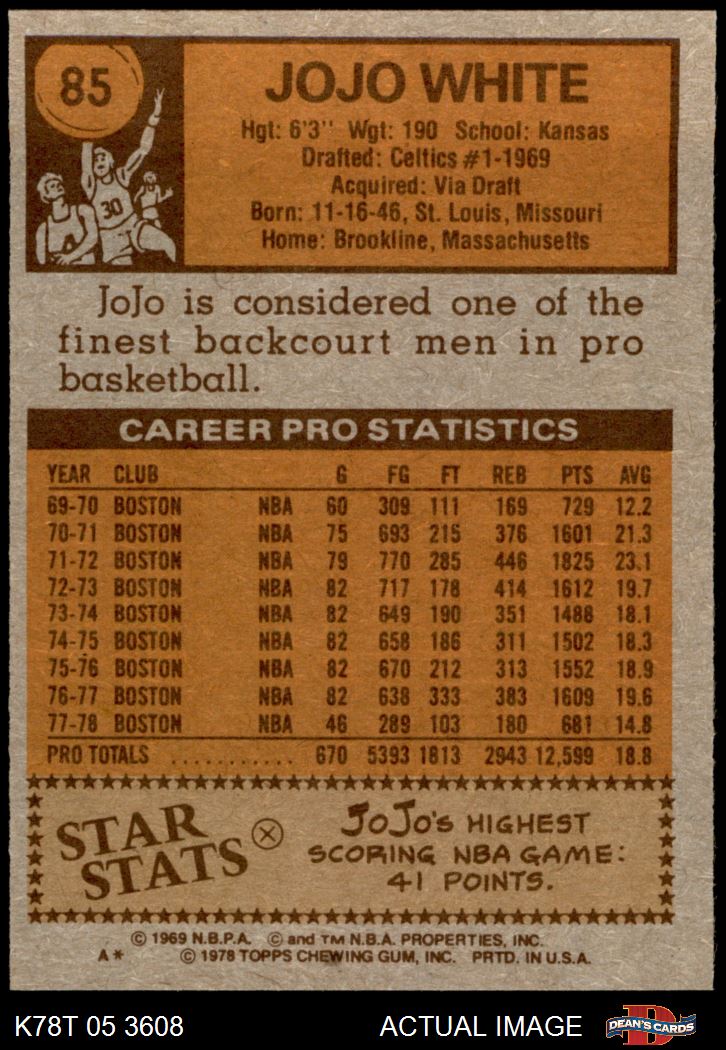 85
JOJO WHITE
Hgt: 6'3" Wgt: 190 School: Kansas
Drafted: Celtics #1-1969
Acquired: Via Draft
Born: 11-16-46, St. Louis, Missouri
Home: Brookline, Massachusetts
30
JoJo is considered one of the
finest backcourt men in pro
basketball.
CAREER PRO STATISTICS
YEAR CLUB G FG FT REB PTS AVG
69-70 BOSTON NBA 60 309 111 169 729 12.2
70-71 BOSTON NBA 75 693 215 376 1601 21.3
71-72 BOSTON NBA 79 770 285 446 1825 23.1
72-73 BOSTON NBA 82 717 178 414 1612 19.7
73-74 BOSTON NBA 82 649 190 351 1488 18.1
74-75 BOSTON NBA 82 658 186 311 1502 18.3
75-76 BOSTON NBA 82 670 212 313 1552 18.9
76-77 BOSTON NBA 82 638 333 383 1609 19.6
77-78 BOSTON NBA 46 289 103 180 681 14.8
PRO TOTALS ........... 670 5393 1813 2943 12,599 18.8
STAR
STATS
JOJO'S HIGHEST
SCORING NBA GAME:
41 POINTS.
© 1969 N.B.P.A. © and TM N.B.A. PROPERTIES, INC.
A* © 1978 TOPPS CHEWING GUM, INC. PRTD. IN U.S.A.
K78T 05 3608 ACTUAL IMAGE
D
DEAN'S CARDS